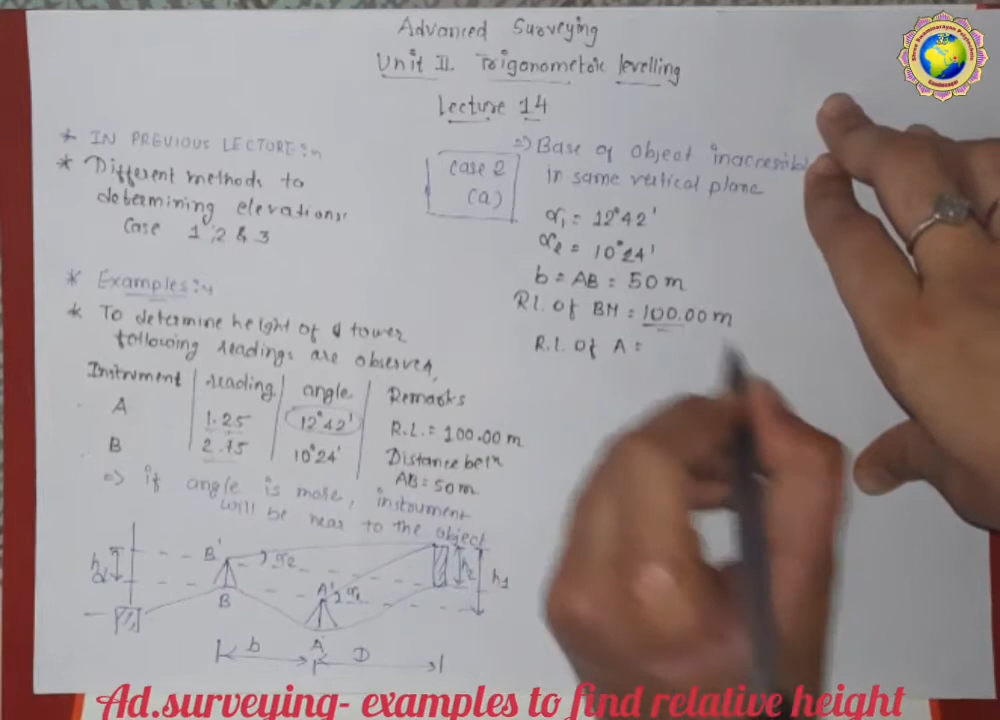 Advanced Surveying
Unit II. Trigonometric levelling
Lecture 14
* IN PREVIOUS LECTURE:-
* Different methods to
determining elevations.
Case 1, 2 & 3
* Examples:-
* To determine height of a tower
following readings are observed,
Instrument | reading | angle | Remarks
A | 1.25 | 12°42' | R.L. = 100.00 m
B | 2.75 | 10°24' | Distance betn
AB = 50 m
=> if angle is more, instrument
will be near to the object
h2 B' α2 h2 h1
B A' α1
A
b D
case 2
(a)
=> Base of object inaccessible
in same vertical plane
α1 = 12°42'
α2 = 10°24'
b = AB = 50 m
R.L. of BM = 100.00 m
R.L. of A =
Ad.surveying- examples to find relative height